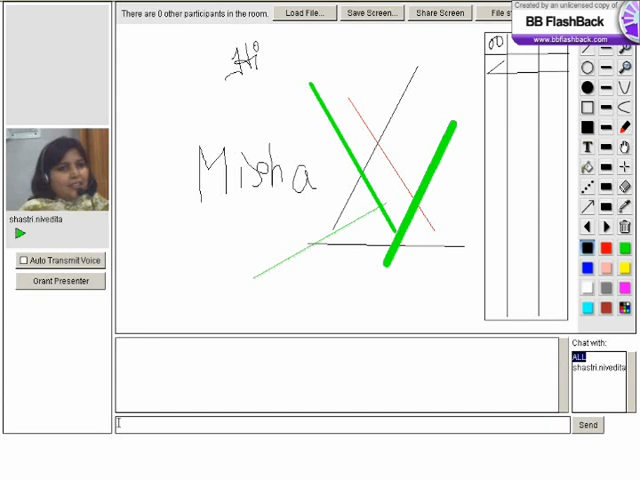 There are 0 other participants in the room.
Load File...
Save Screen...
Share Screen
Created by an unlicensed copy of
BB FlashBack
www.bbflashback.com
Hi
Misha
T
shastri.nivedita
Auto Transmit Voice
Grant Presenter
Chat with:
ALL
shastri.nivedita
Send